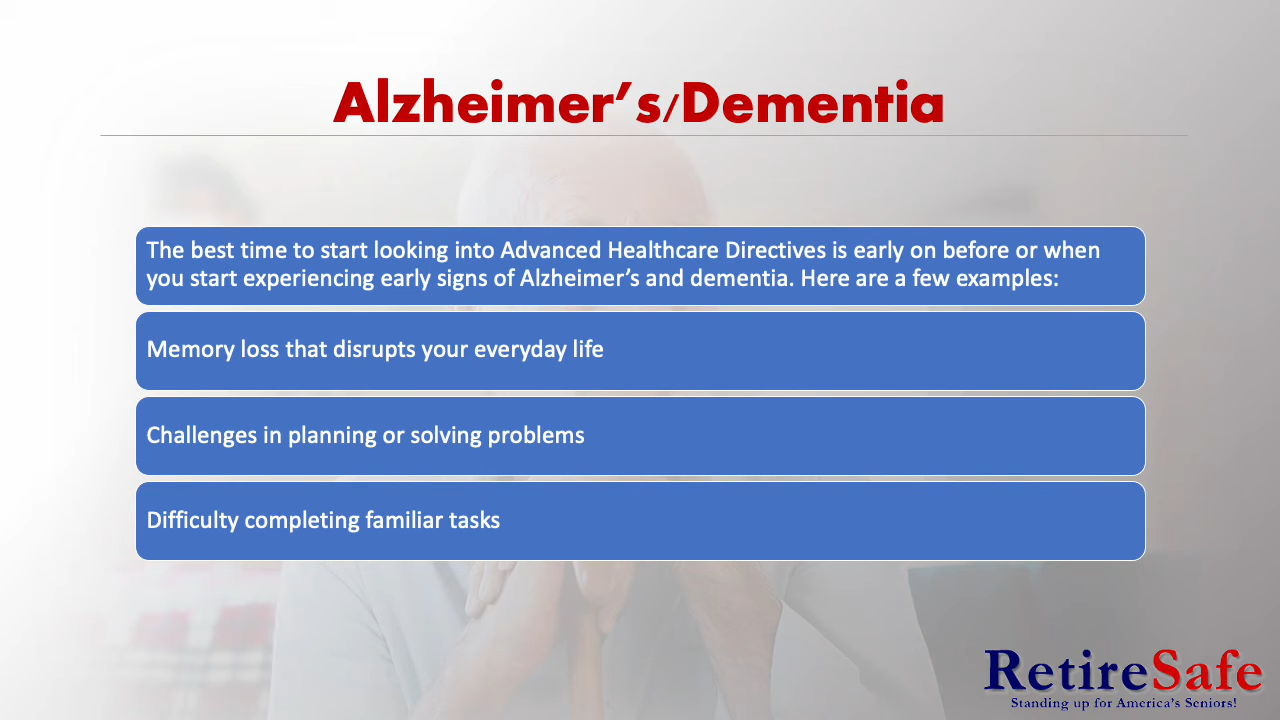 Alzheimer’s/Dementia
The best time to start looking into Advanced Healthcare Directives is early on before or when
you start experiencing early signs of Alzheimer’s and dementia. Here are a few examples:
Memory loss that disrupts your everyday life
Challenges in planning or solving problems
Difficulty completing familiar tasks
RetireSafe
Standing up for America’s Seniors!